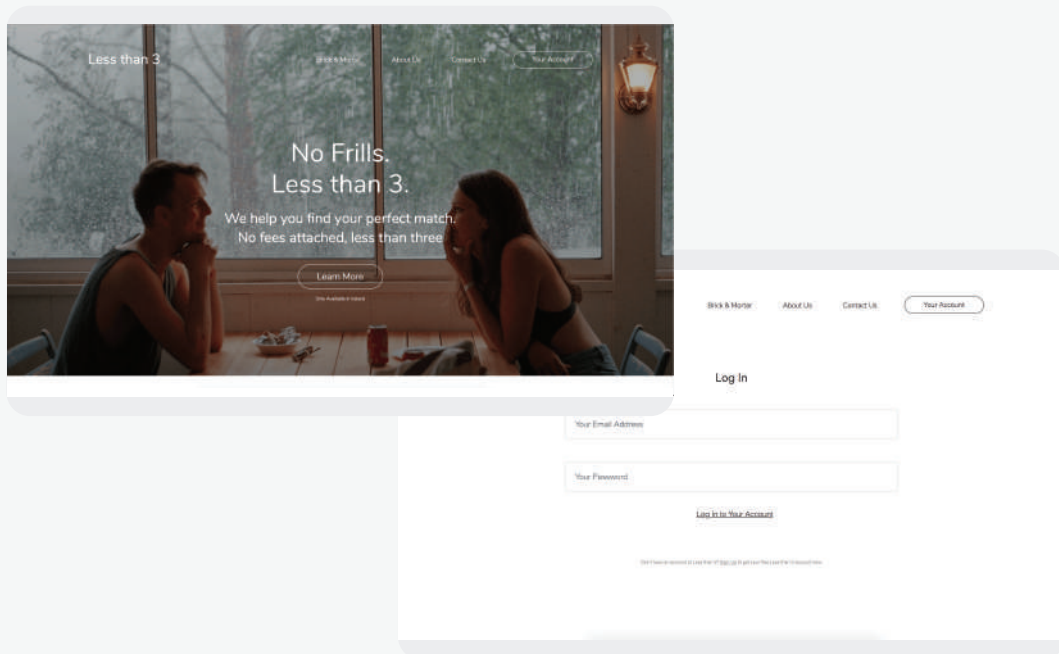 Less than 3
Brick & Mortar
About Us
Contact Us
Your Account
No Frills.
Less than 3.
We help you find your perfect match.
No fees attached, less than three
Learn More
Brick & Mortar
About Us
Contact Us
Your Account
Log In
Your Email Address
Your Password
Log In to Your Account